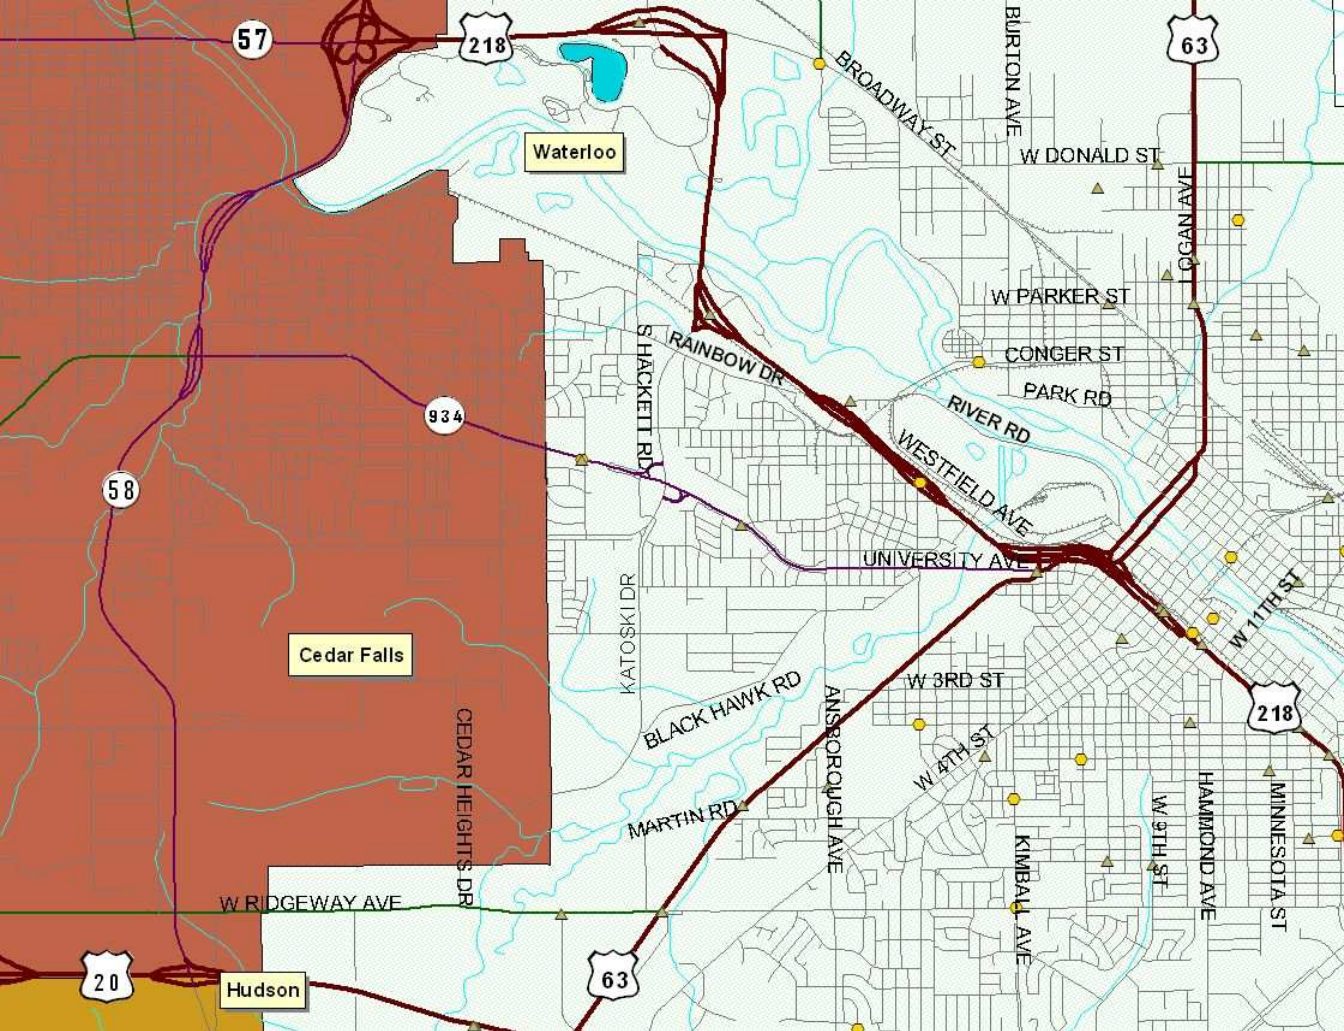 57
218
63
BURTON AVE
BROADWAY ST
Waterloo
W DONALD ST
LOGAN AVE
W PARKER ST
S HACKETT RD
RAINBOW DR
CONGER ST
PARK RD
RIVER RD
934
WESTFIELD AVE
58
UNIVERSITY AVE
KATOSKI DR
W 11TH ST
Cedar Falls
W 3RD ST
BLACK HAWK RD
ANSBOROUGH AVE
218
CEDAR HEIGHTS DR
W 4TH ST
MARTIN RD
KIMBALL AVE
W 9TH ST
HAMMOND AVE
MINNESOTA ST
W RIDGEWAY AVE
20
63
Hudson